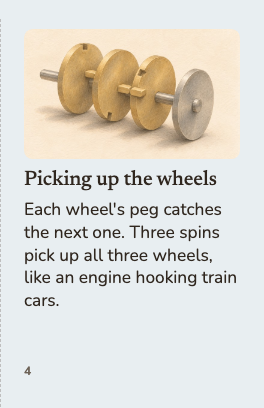 Picking up the wheels
Each wheel's peg catches
the next one. Three spins
pick up all three wheels,
like an engine hooking train
cars.
4